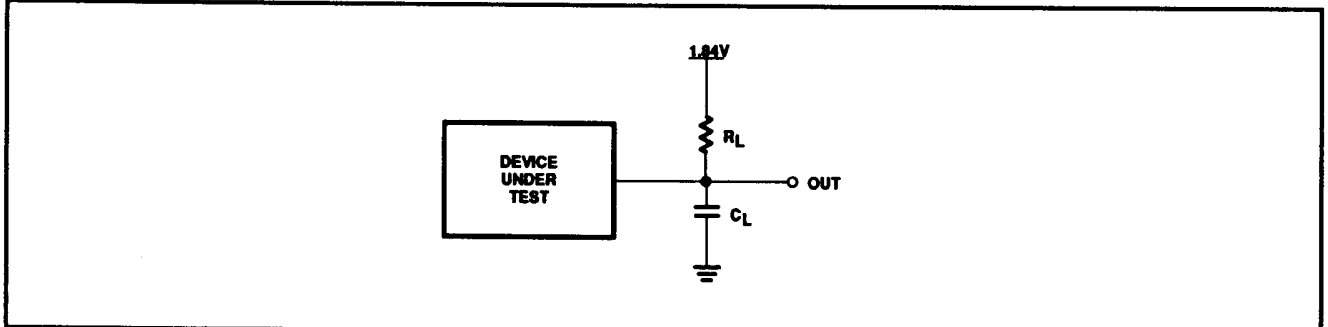 1.84V
RL
DEVICE
UNDER
TEST
OUT
CL